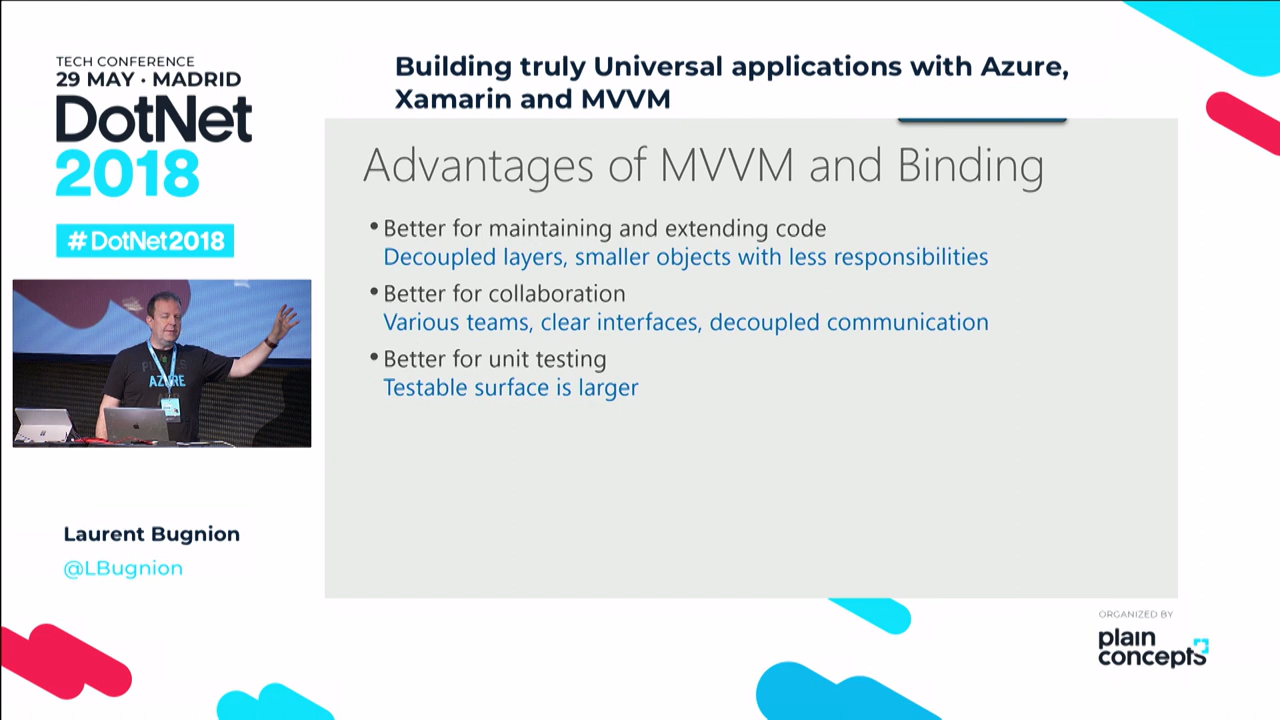 TECH CONFERENCE
29 MAY · MADRID
DotNet
2018
#DotNet2018
Building truly Universal applications with Azure,
Xamarin and MVVM
Advantages of MVVM and Binding
• Better for maintaining and extending code
Decoupled layers, smaller objects with less responsibilities
• Better for collaboration
Various teams, clear interfaces, decoupled communication
• Better for unit testing
Testable surface is larger
AZURE
Laurent Bugnion
@LBugnion
ORGANIZED BY
plain
concepts